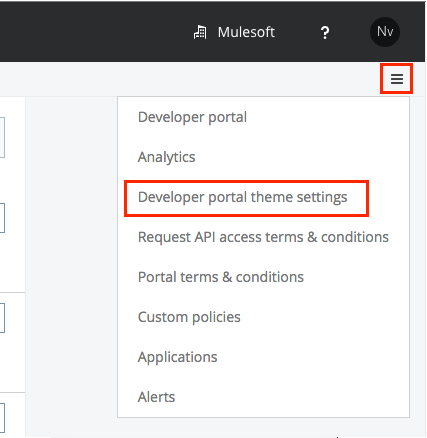 Mulesoft ? Nv
Developer portal
Analytics
Developer portal theme settings
Request API access terms & conditions
Portal terms & conditions
Custom policies
Applications
Alerts